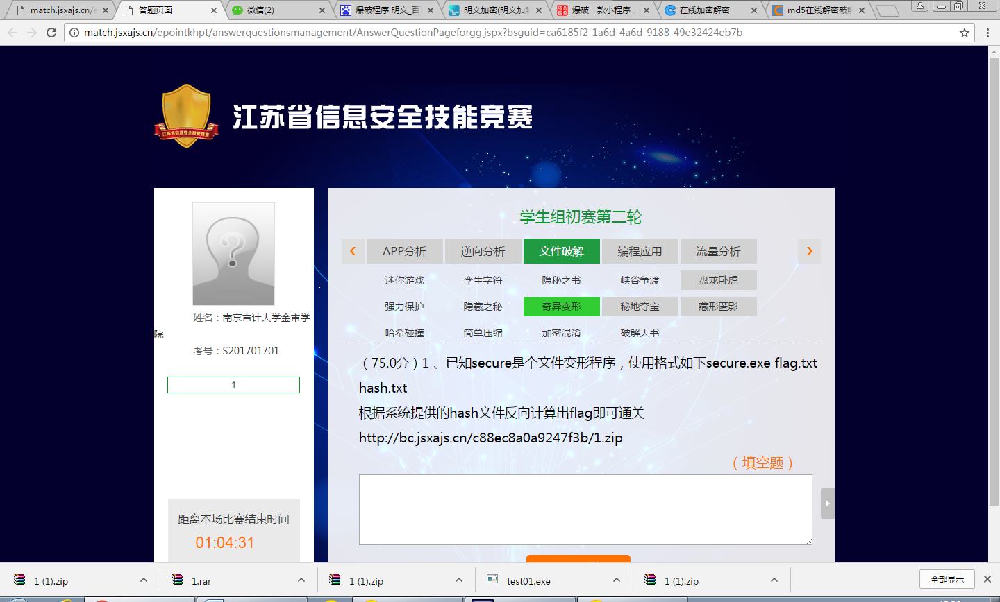 match.jsxajs.cn/e
答题页面
微信(2)
爆破程序 明文_百
明文加密(明文加解
爆破一款小程序
在线加密解密
md5在线解密破解
match.jsxajs.cn/epointkhpt/answerquestionsmanagement/AnswerQuestionPageforgg.jspx?bsguid=ca6185f2-1a6d-4a6d-9188-49e32424eb7b
江苏省信息安全技能竞赛
江苏省信息安全技能竞赛
学生组初赛第二轮
APP分析 逆向分析 文件破解 编程应用 流量分析
迷你游戏 孪生字符 隐秘之书 峡谷争渡 盘龙卧虎
强力保护 隐藏之秘 奇异变形 秘地夺宝 藏形匿影
哈希碰撞 简单压缩 加密混淆 破解天书
姓名：南京审计大学金审学
院
考号：S201701701
1
距离本场比赛结束时间
01:04:31
（75.0分）1 、已知secure是个文件变形程序，使用格式如下secure.exe flag.txt
hash.txt
根据系统提供的hash文件反向计算出flag即可通关
http://bc.jsxajs.cn/c88ec8a0a9247f3b/1.zip
（填空题）
1 (1).zip
1.rar
1 (1).zip
test01.exe
1 (1).zip
全部显示